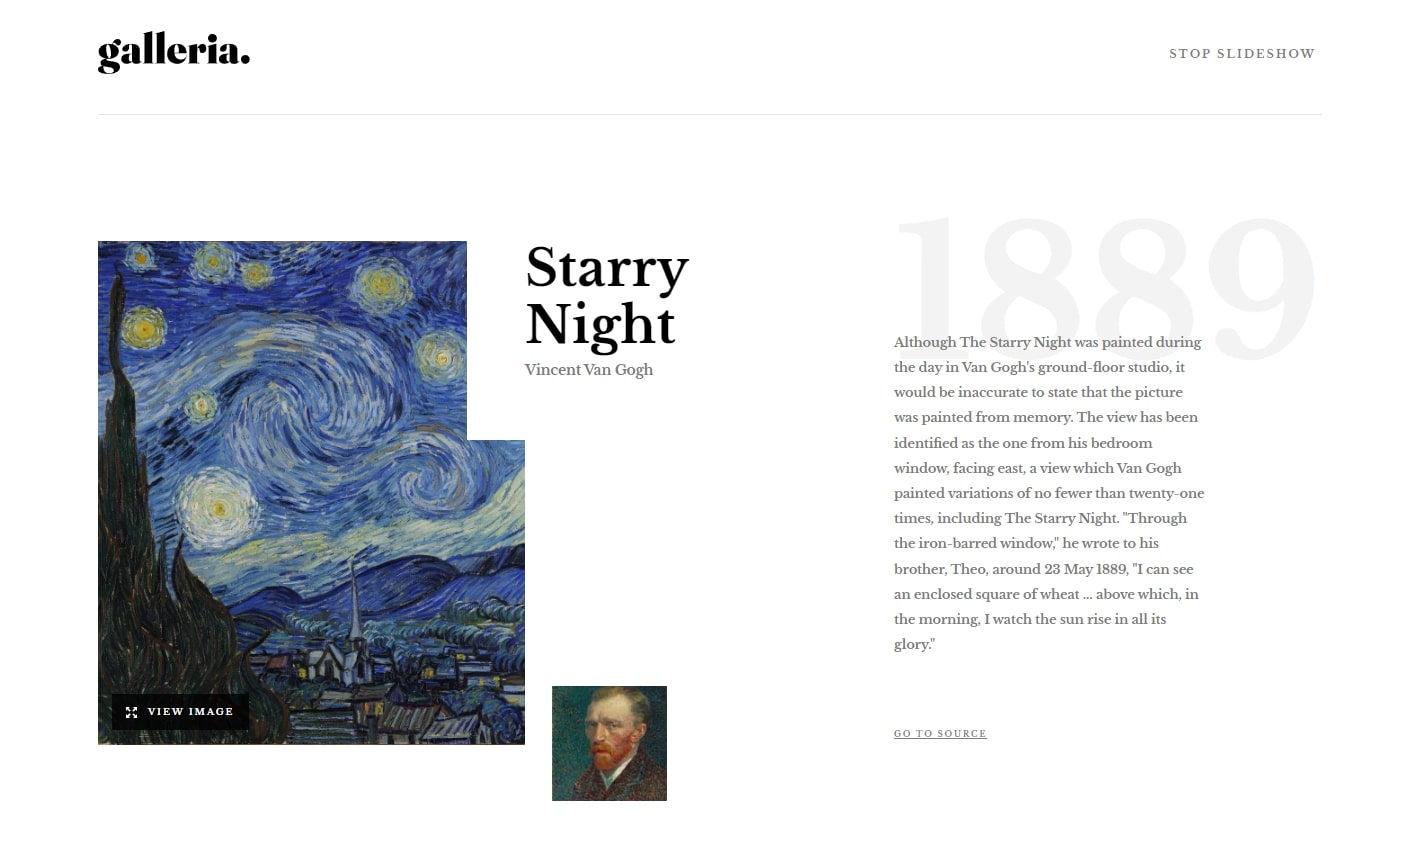 galleria.
STOP SLIDESHOW
Starry
Night
Vincent Van Gogh
1889
Although The Starry Night was painted during
the day in Van Gogh's ground-floor studio, it
would be inaccurate to state that the picture
was painted from memory. The view has been
identified as the one from his bedroom
window, facing east, a view which Van Gogh
painted variations of no fewer than twenty-one
times, including The Starry Night. "Through
the iron-barred window," he wrote to his
brother, Theo, around 23 May 1889, "I can see
an enclosed square of wheat ... above which, in
the morning, I watch the sun rise in all its
glory."
VIEW IMAGE
GO TO SOURCE